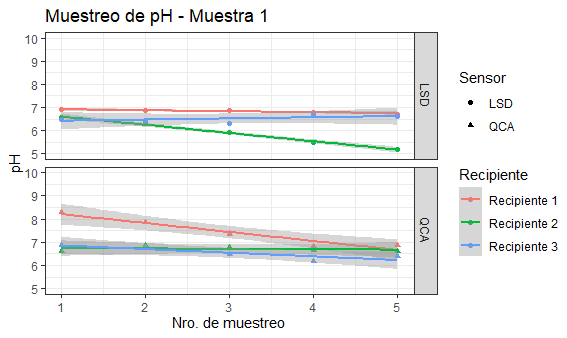 Muestreo de pH - Muestra 1
10
9
8
7
6
5
LSD
10
9
8
7
6
5
QCA
pH
1
2
3
4
5
Nro. de muestreo
Sensor
LSD
QCA
Recipiente
Recipiente 1
Recipiente 2
Recipiente 3